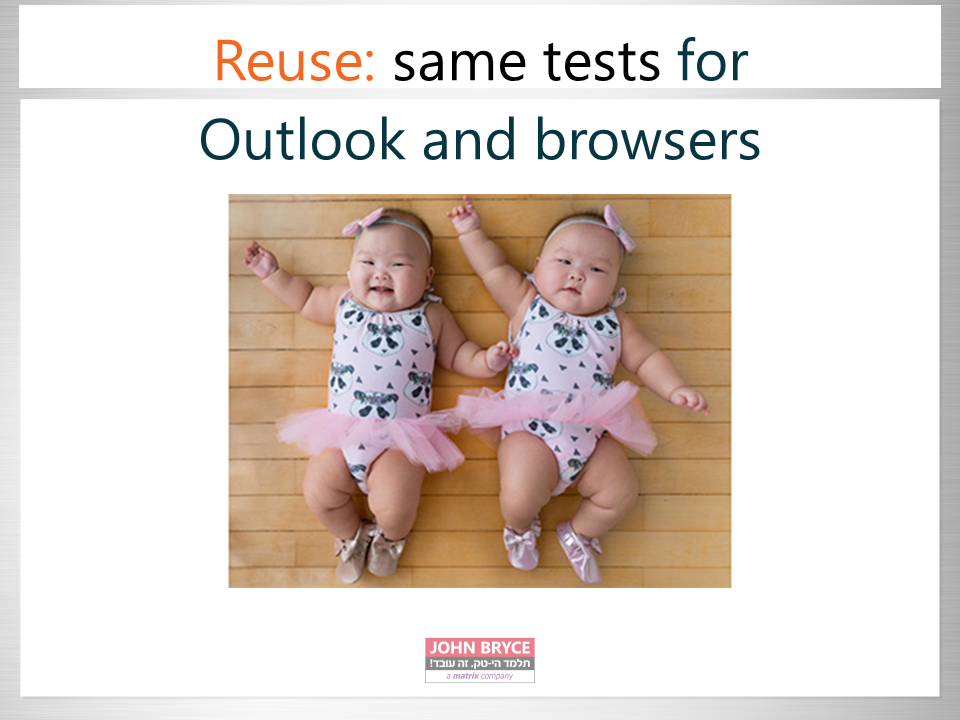 Reuse: same tests for
Outlook and browsers
JOHN BRYCE
תלמד הי-טק. זה עובד!
a matrix company